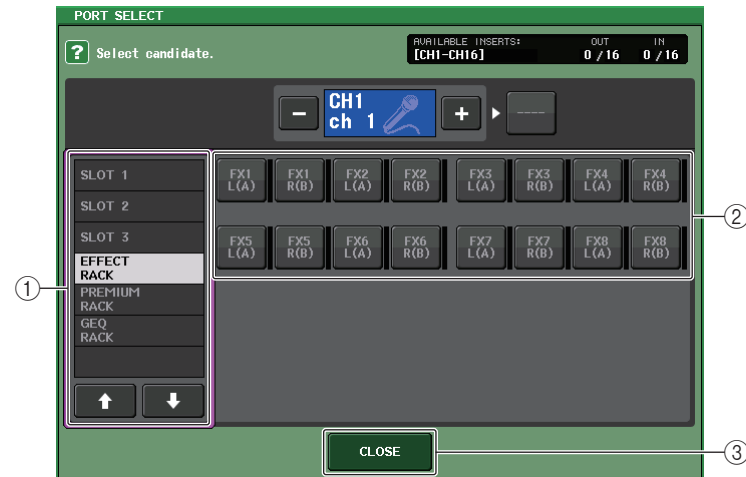 PORT SELECT
? Select candidate.
AVAILABLE INSERTS: OUT IN
[CH1-CH16] 0/16 0/16
CH1
ch 1
− + ----
SLOT 1
SLOT 2
SLOT 3
EFFECT
RACK
PREMIUM
RACK
GEQ
RACK
FX1 FX1 FX2 FX2 FX3 FX3 FX4 FX4
L(A) R(B) L(A) R(B) L(A) R(B) L(A) R(B)
FX5 FX5 FX6 FX6 FX7 FX7 FX8 FX8
L(A) R(B) L(A) R(B) L(A) R(B) L(A) R(B)
CLOSE
①
②
③